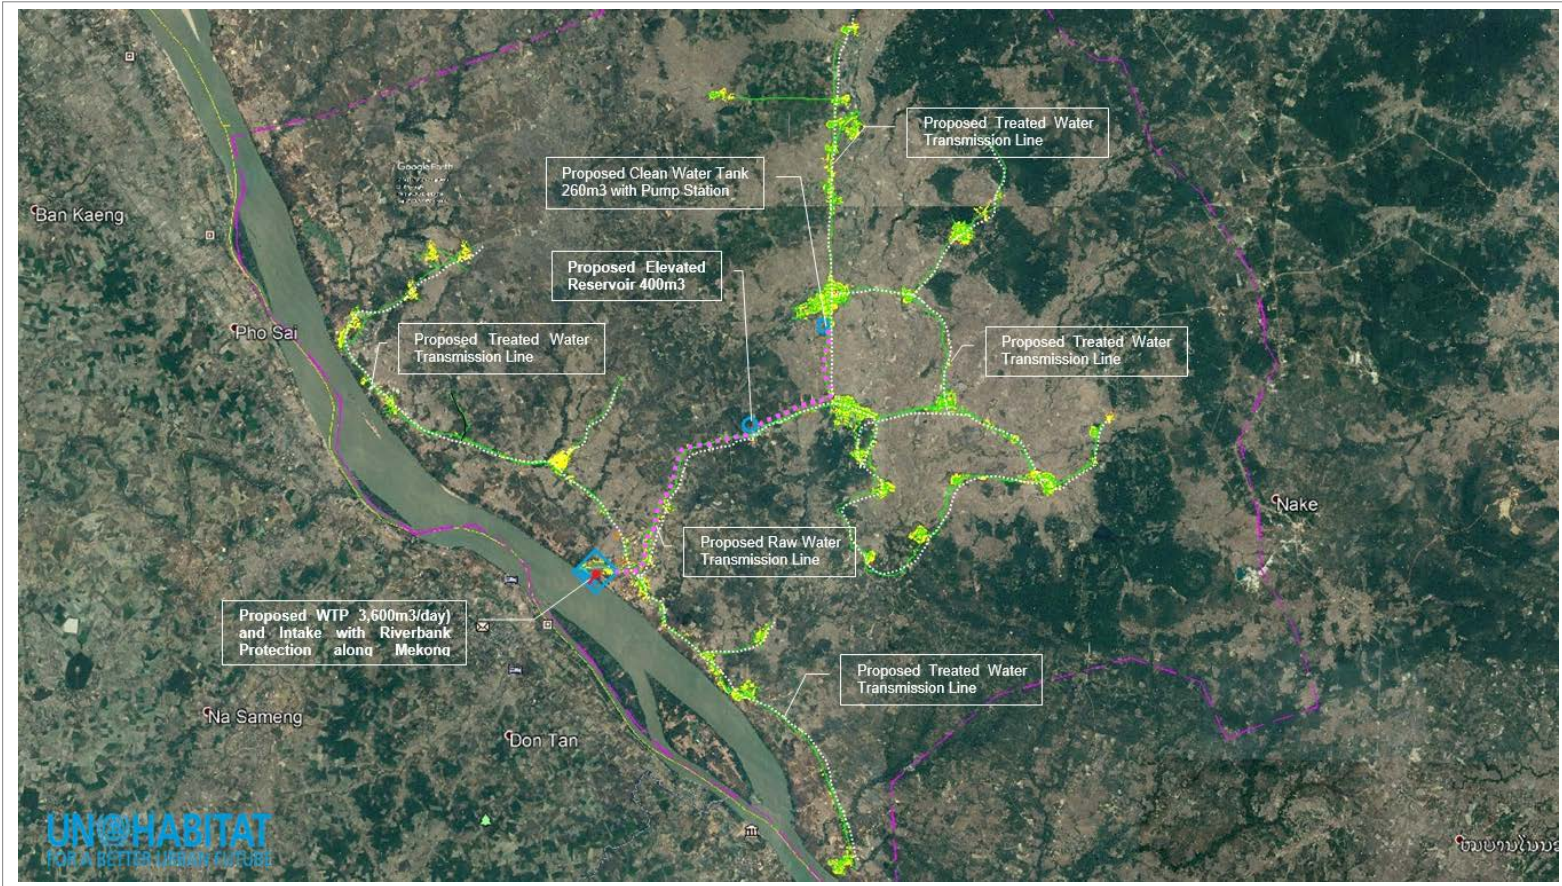 Proposed Treated Water
Transmission Line
Proposed Clean Water Tank
260m3 with Pump Station
Google Earth
Ban Kaeng
Proposed Elevated
Reservoir 400m3
Pho Sai
Proposed Treated Water
Transmission Line
Proposed Treated Water
Transmission Line
Nake
Proposed Raw Water
Transmission Line
Proposed WTP 3,600m3/day)
and Intake with Riverbank
Protection along Mekong
Proposed Treated Water
Transmission Line
Na Sameng
Don Tan
UN HABITAT
FOR A BETTER URBAN FUTURE